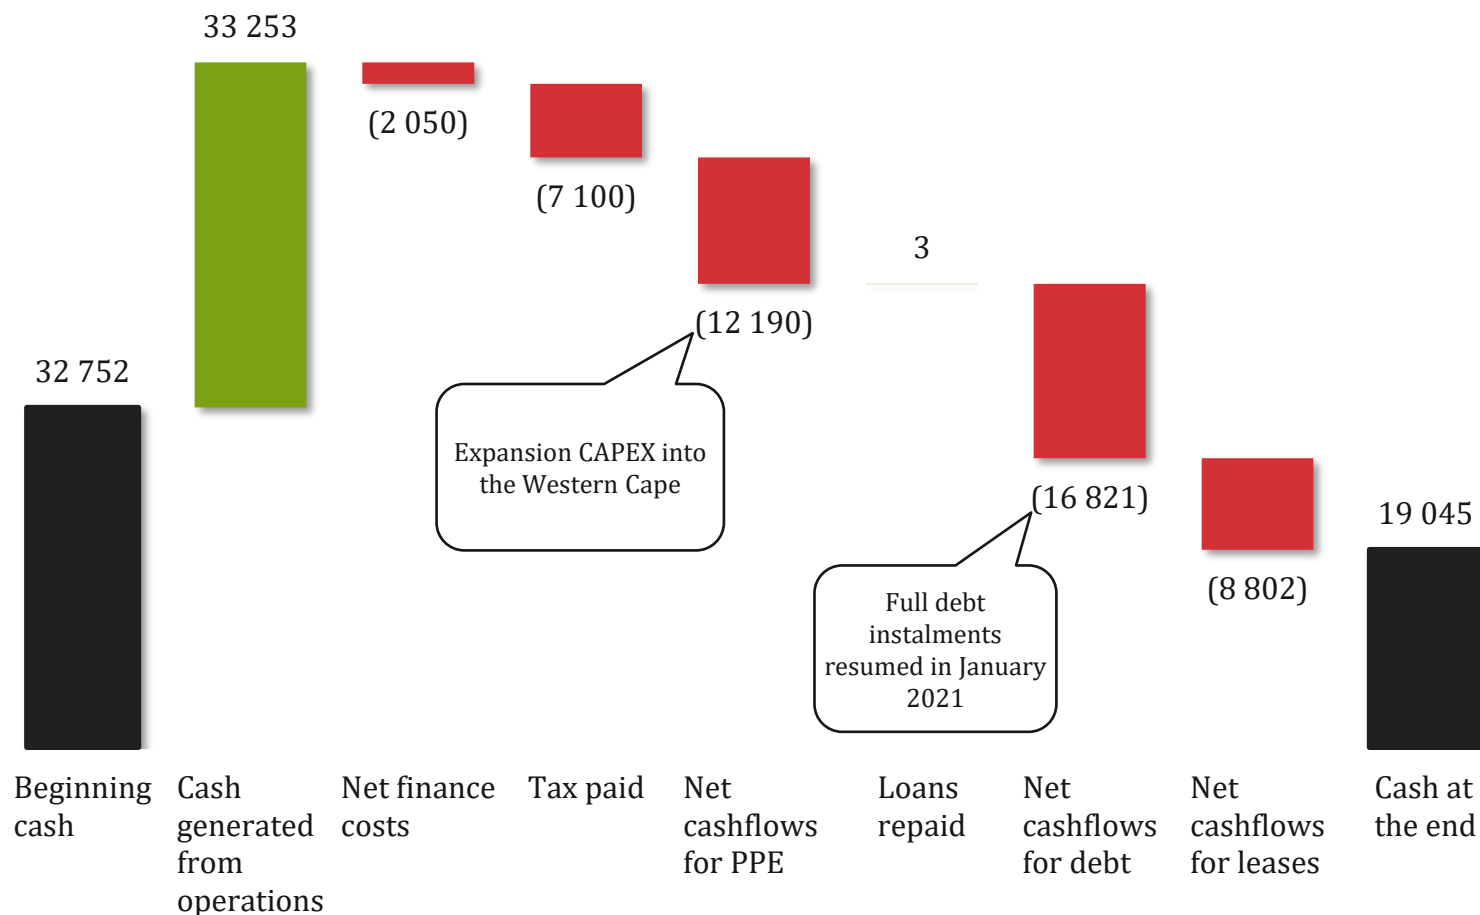 33 253
(2 050)
(7 100)
3
(12 190)
32 752
Expansion CAPEX into
the Western Cape
(16 821)
19 045
(8 802)
Full debt
instalments
resumed in January
2021
Beginning
cash
Cash
generated
from
operations
Net finance
costs
Tax paid
Net
cashflows
for PPE
Loans
repaid
Net
cashflows
for debt
Net
cashflows
for leases
Cash at
the end